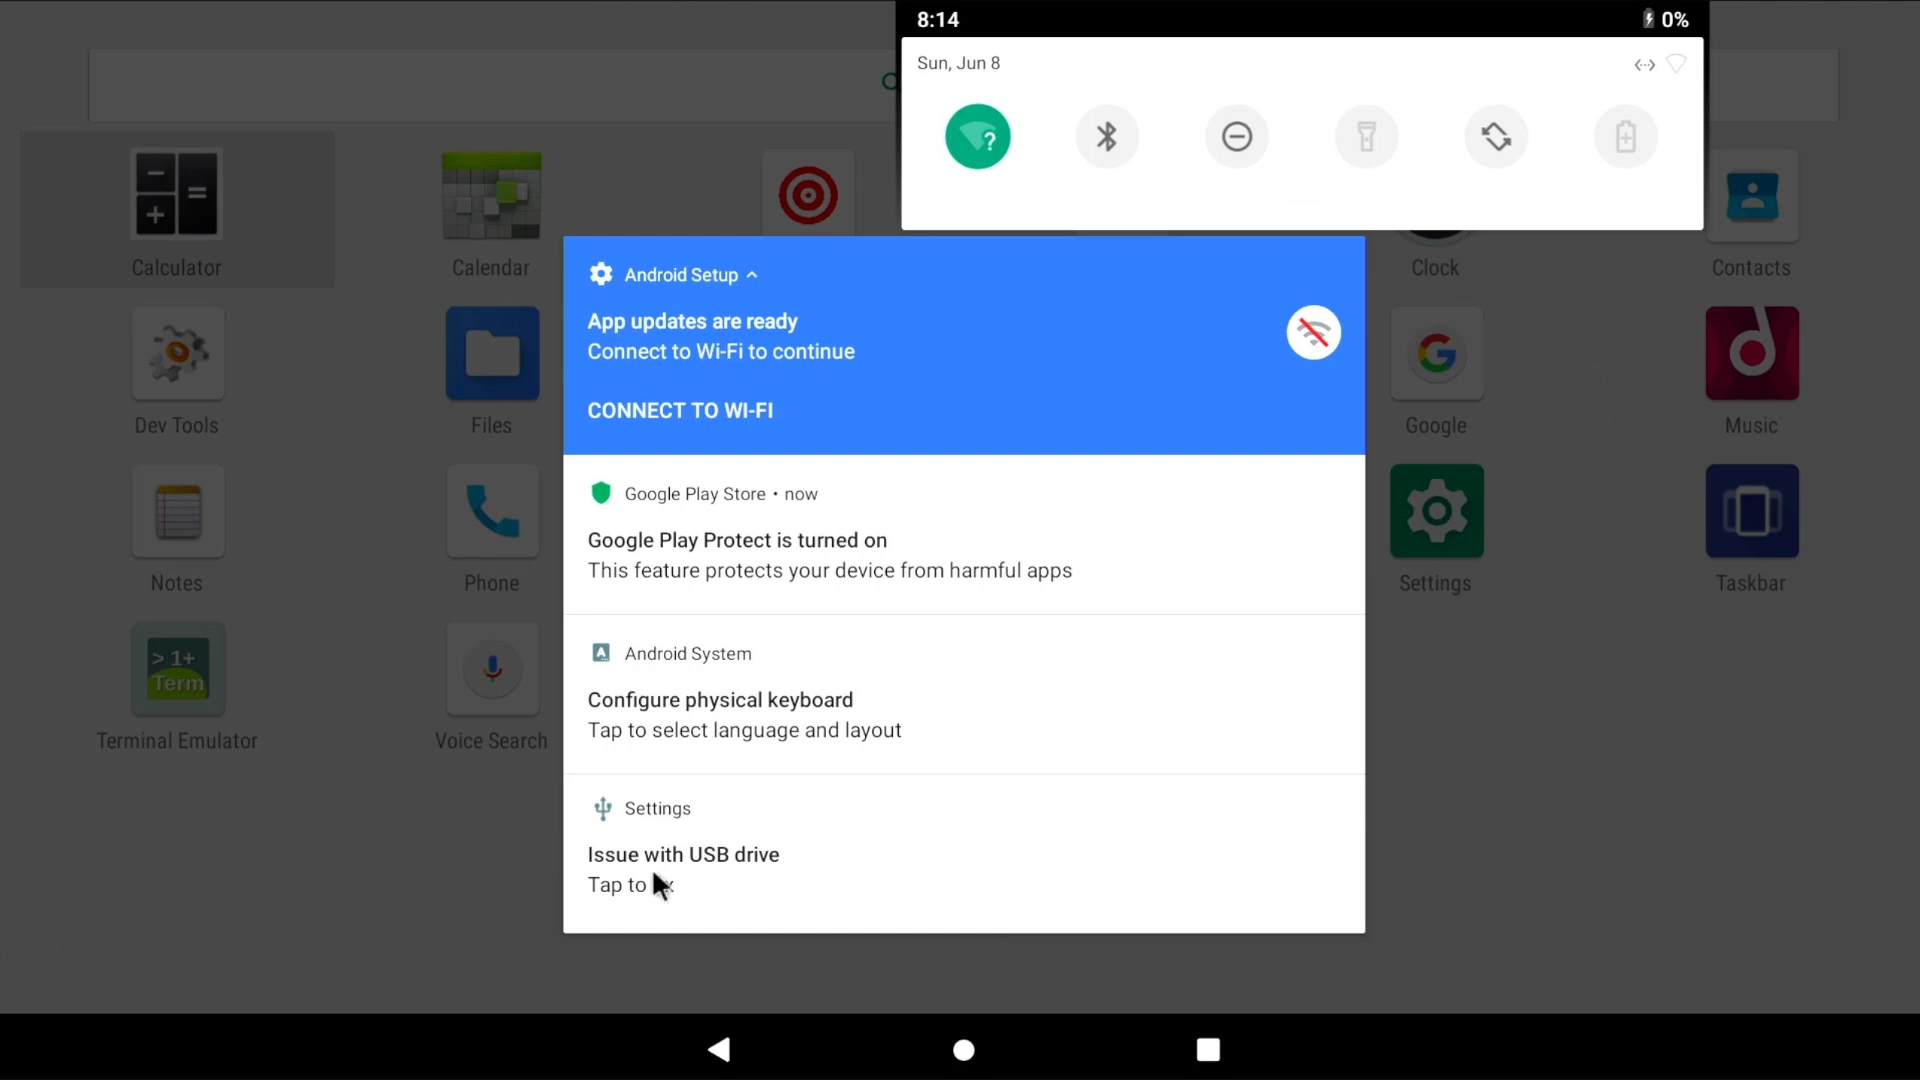 8:14
0%
Sun, Jun 8
Calculator
Calendar
Clock
Contacts
Android Setup
App updates are ready
Connect to Wi-Fi to continue
CONNECT TO WI-FI
Dev Tools
Files
Google
Music
Google Play Store • now
Google Play Protect is turned on
This feature protects your device from harmful apps
Notes
Phone
Settings
Taskbar
Android System
Configure physical keyboard
Tap to select language and layout
> 1+
Term
Terminal Emulator
Voice Search
Settings
Issue with USB drive
Tap to